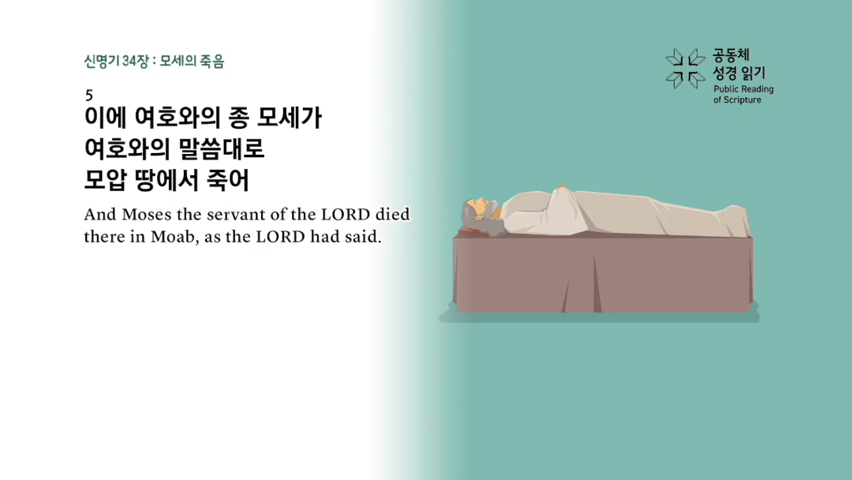 신명기 34장 : 모세의 죽음
공동체
성경 읽기
Public Reading
of Scripture
5
이에 여호와의 종 모세가
여호와의 말씀대로
모압 땅에서 죽어
And Moses the servant of the LORD died
there in Moab, as the LORD had said.